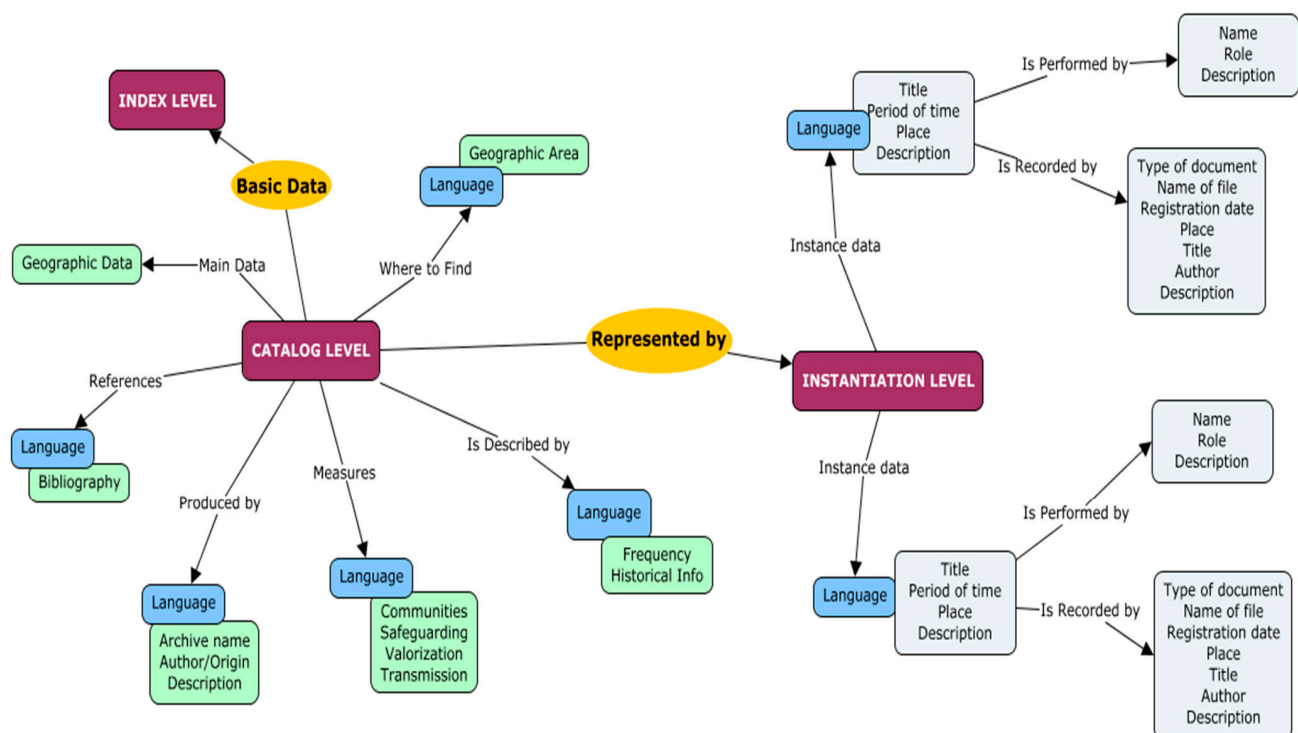 INDEX LEVEL
Basic Data
Geographic Area
Language
Geographic Data
Main Data
Where to Find
CATALOG LEVEL
References
Language
Bibliography
Produced by
Language
Archive name
Author/Origin
Description
Measures
Language
Communities
Safeguarding
Valorization
Transmission
Is Described by
Language
Frequency
Historical Info
Represented by
INSTANTIATION LEVEL
Instance data
Language
Title
Period of time
Place
Description
Is Performed by
Name
Role
Description
Is Recorded by
Type of document
Name of file
Registration date
Place
Title
Author
Description
Instance data
Language
Title
Period of time
Place
Description
Is Performed by
Name
Role
Description
Is Recorded by
Type of document
Name of file
Registration date
Place
Title
Author
Description